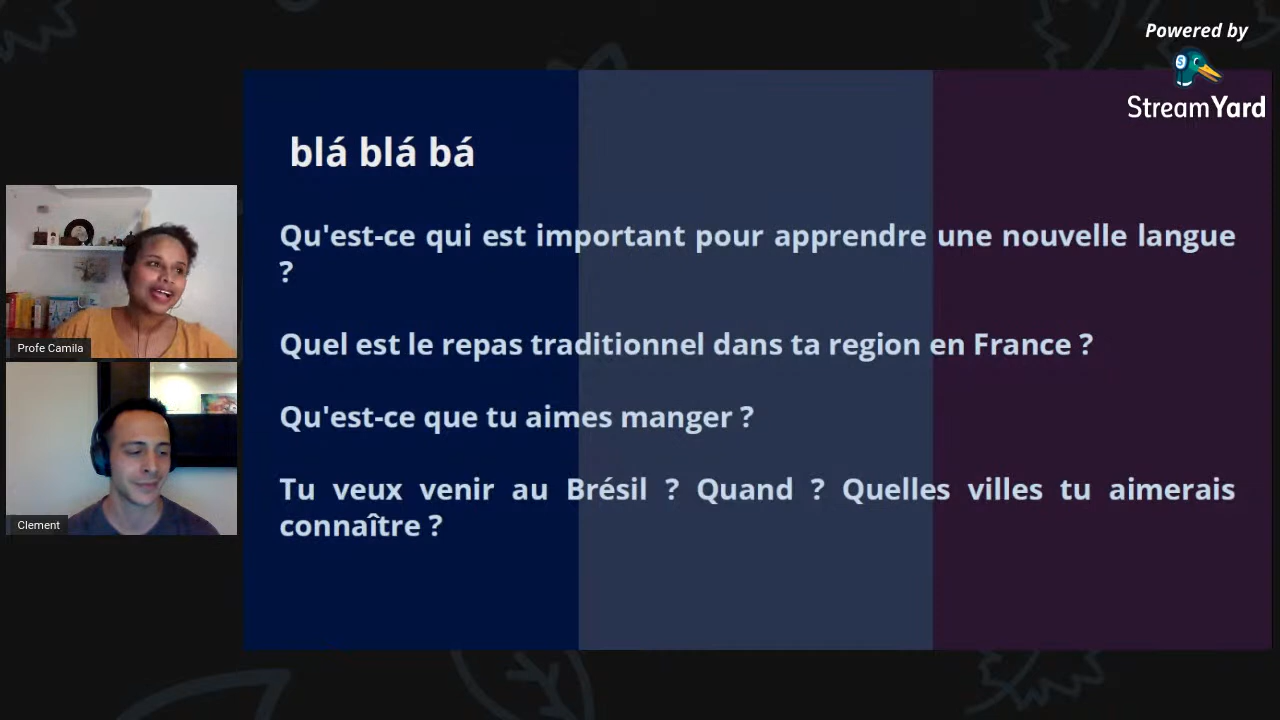 Powered by
StreamYard
blá blá bá
Qu'est-ce qui est important pour apprendre une nouvelle langue
?
Quel est le repas traditionnel dans ta region en France ?
Qu'est-ce que tu aimes manger ?
Tu veux venir au Brésil ? Quand ? Quelles villes tu aimerais
connaître ?
Profe Camila
Clement